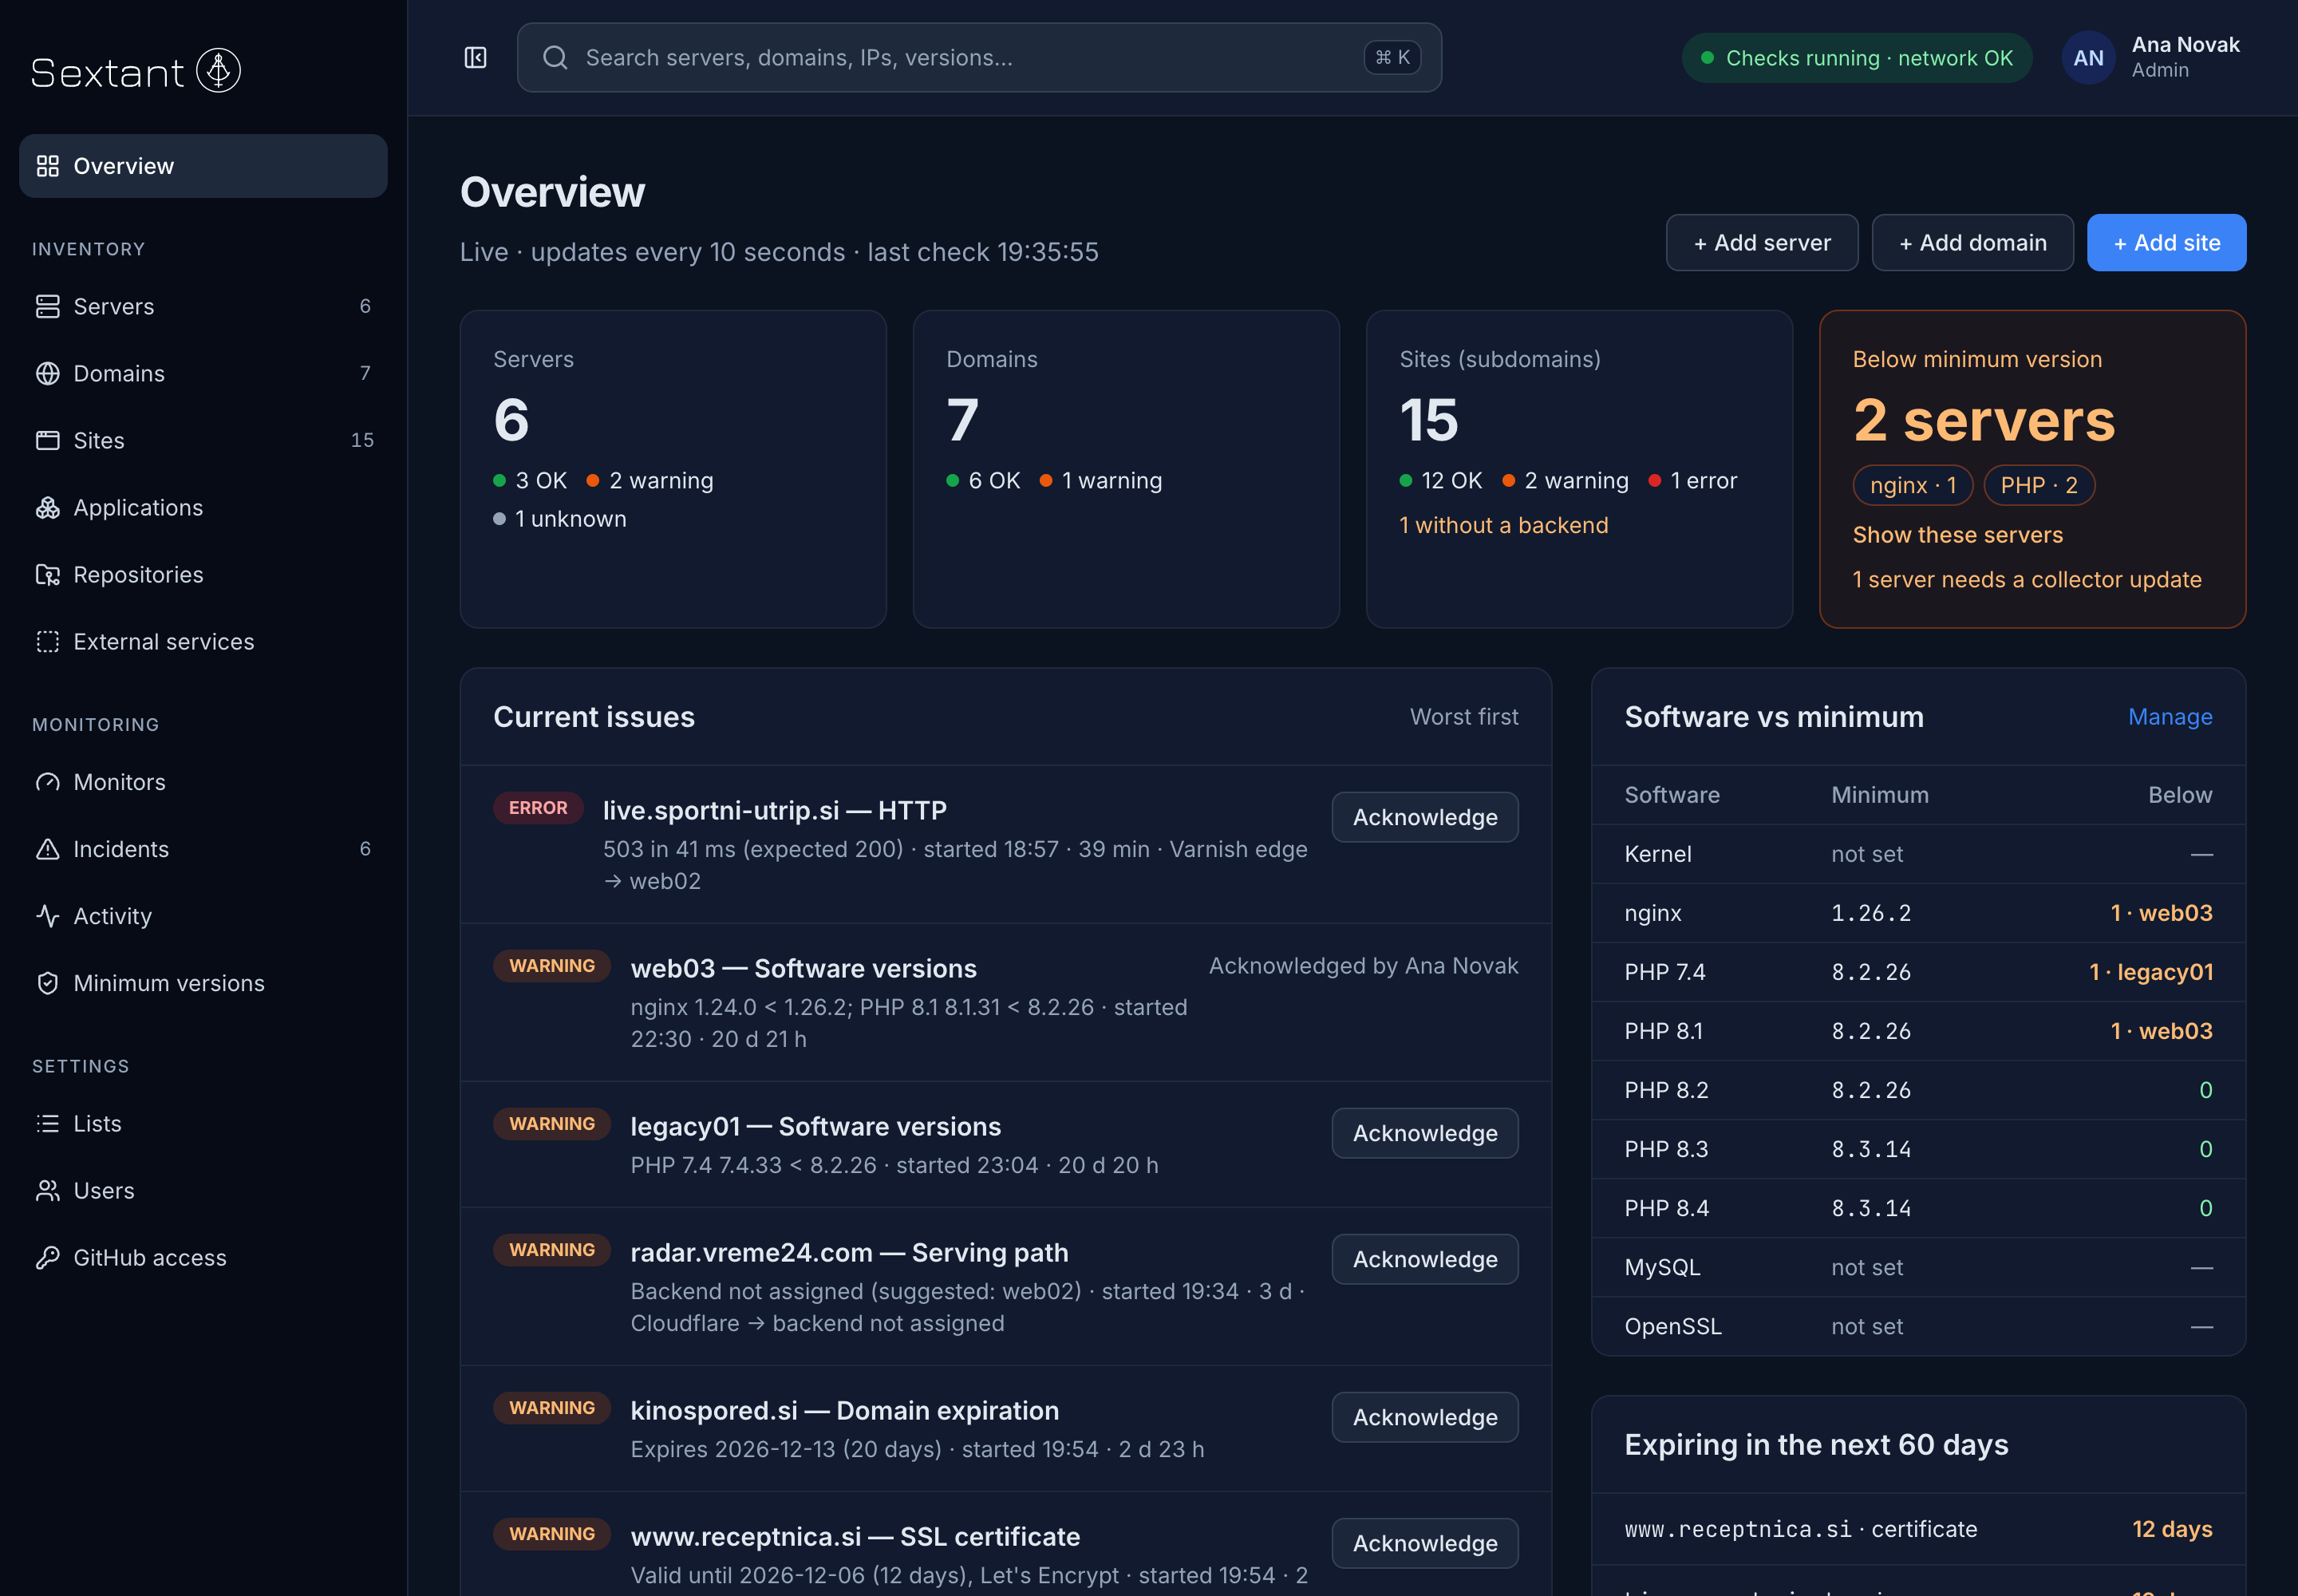 Sextant
Overview
INVENTORY
Servers 6
Domains 7
Sites 15
Applications
Repositories
External services
MONITORING
Monitors
Incidents 6
Activity
Minimum versions
SETTINGS
Lists
Users
GitHub access
Search servers, domains, IPs, versions... ⌘ K
Checks running · network OK
AN
Ana Novak
Admin
Overview
Live · updates every 10 seconds · last check 19:35:55
+ Add server
+ Add domain
+ Add site
Servers
6
3 OK 2 warning
1 unknown
Domains
7
6 OK 1 warning
Sites (subdomains)
15
12 OK 2 warning 1 error
1 without a backend
Below minimum version
2 servers
nginx · 1 PHP · 2
Show these servers
1 server needs a collector update
Current issues Worst first
ERROR live.sportni-utrip.si — HTTP Acknowledge
503 in 41 ms (expected 200) · started 18:57 · 39 min · Varnish edge
→ web02
WARNING web03 — Software versions Acknowledged by Ana Novak
nginx 1.24.0 < 1.26.2; PHP 8.1 8.1.31 < 8.2.26 · started
22:30 · 20 d 21 h
WARNING legacy01 — Software versions Acknowledge
PHP 7.4 7.4.33 < 8.2.26 · started 23:04 · 20 d 20 h
WARNING radar.vreme24.com — Serving path Acknowledge
Backend not assigned (suggested: web02) · started 19:34 · 3 d ·
Cloudflare → backend not assigned
WARNING kinospored.si — Domain expiration Acknowledge
Expires 2026-12-13 (20 days) · started 19:54 · 2 d 23 h
WARNING www.receptnica.si — SSL certificate Acknowledge
Valid until 2026-12-06 (12 days), Let's Encrypt · started 19:54 · 2
Software vs minimum Manage
Software Minimum Below
Kernel not set —
nginx 1.26.2 1 · web03
PHP 7.4 8.2.26 1 · legacy01
PHP 8.1 8.2.26 1 · web03
PHP 8.2 8.2.26 0
PHP 8.3 8.3.14 0
PHP 8.4 8.3.14 0
MySQL not set —
OpenSSL not set —
Expiring in the next 60 days
www.receptnica.si · certificate 12 days